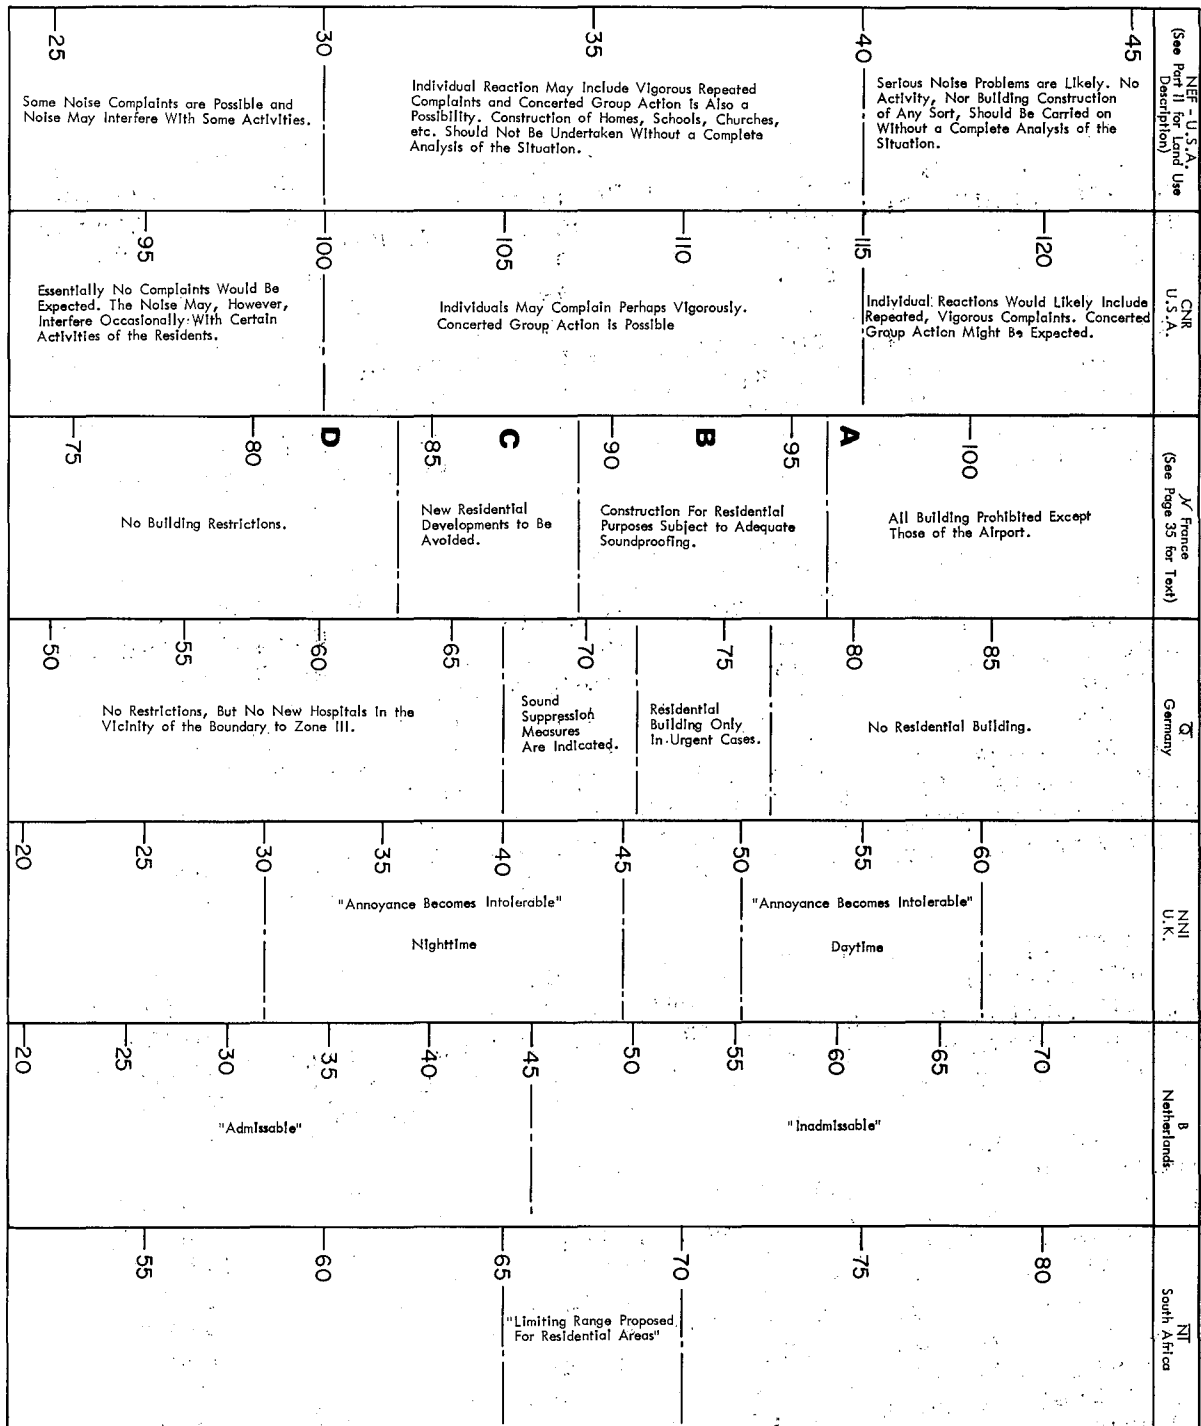 NEF - U.S.A.
(See Part II for Land Use
Description)
25
30
35
40
45
Some Noise Complaints are Possible and
Noise May Interfere With Some Activities.
Individual Reaction May Include Vigorous Repeated
Complaints and Concerted Group Action is Also a
Possibility. Construction of Homes, Schools, Churches,
etc. Should Not Be Undertaken Without a Complete
Analysis of the Situation.
Serious Noise Problems are Likely. No
Activity, Nor Building Construction
of Any Sort, Should Be Carried on
Without a Complete Analysis of the
Situation.
CNR
U.S.A.
95
100
105
110
115
120
Essentially No Complaints Would Be
Expected. The Noise May, However,
Interfere Occasionally With Certain
Activities of the Residents.
Individuals May Complain Perhaps Vigorously.
Concerted Group Action is Possible
Individual Reactions Would Likely Include
Repeated, Vigorous Complaints. Concerted
Group Action Might Be Expected.
N France
(See Page 35 for Text)
75
80
D
85
C
90
B
95
A
100
No Building Restrictions.
New Residential
Developments to Be
Avoided.
Construction For Residential
Purposes Subject to Adequate
Soundproofing.
All Building Prohibited Except
Those of the Airport.
Q̅
Germany
50
55
60
65
70
75
80
85
No Restrictions, But No New Hospitals in the
Vicinity of the Boundary to Zone III.
Sound
Suppression
Measures
Are Indicated.
Residential
Building Only
In Urgent Cases.
No Residential Building.
NNI
U.K.
20
25
30
35
40
45
50
55
60
"Annoyance Becomes Intolerable"
Nighttime
"Annoyance Becomes Intolerable"
Daytime
B
Netherlands
20
25
30
35
40
45
50
55
60
65
70
"Admissable"
"Inadmissable"
N̅I̅
South Africa
55
60
65
70
75
80
"Limiting Range Proposed
For Residential Areas"